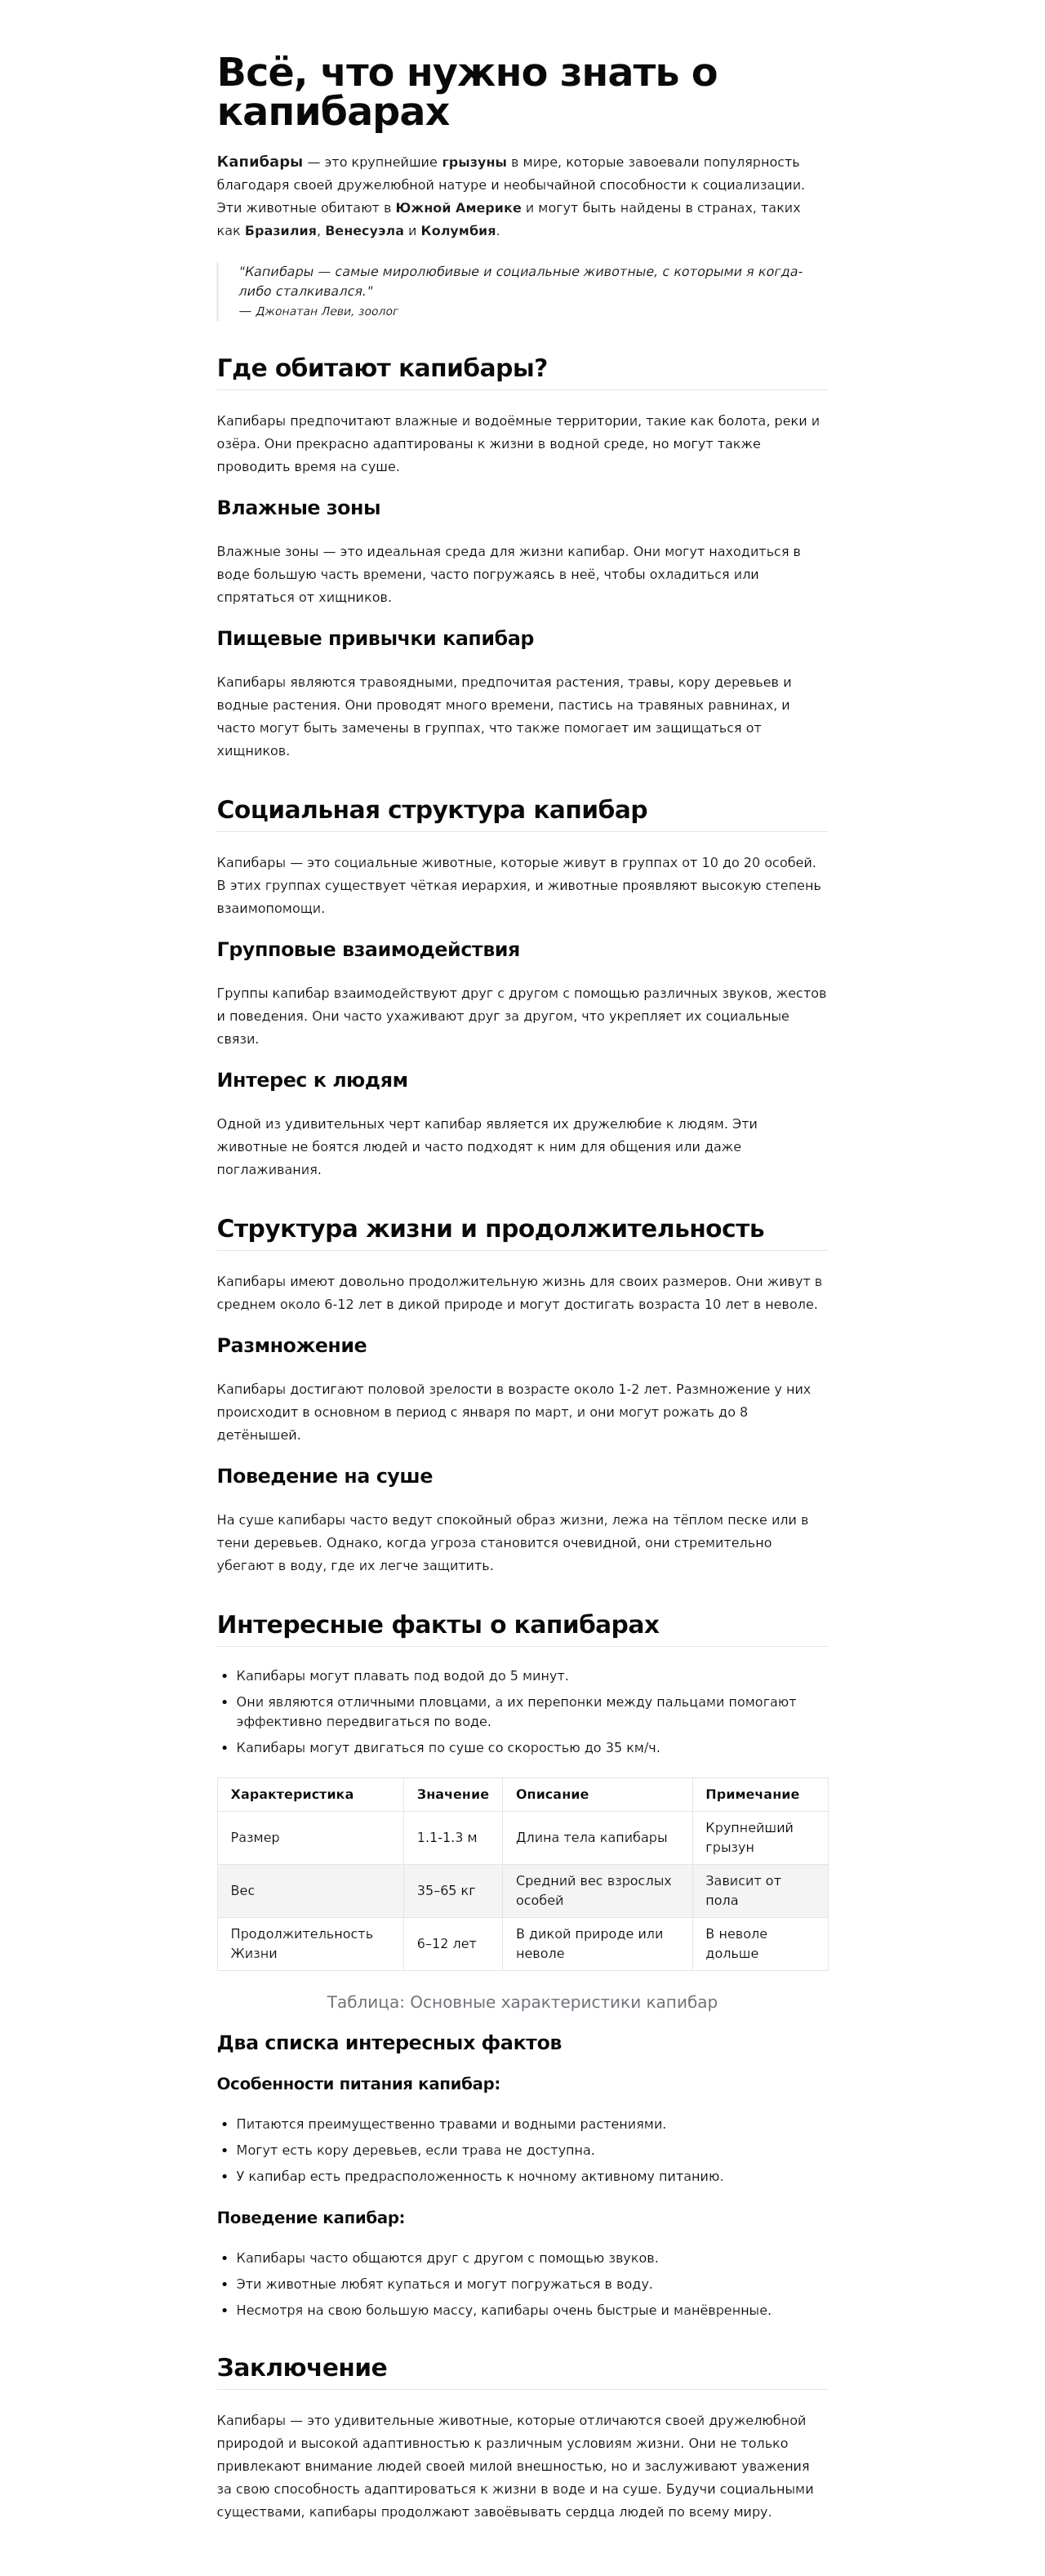 Всё, что нужно знать о
капибарах
Капибары — это крупнейшие грызуны в мире, которые завоевали популярность
благодаря своей дружелюбной натуре и необычайной способности к социализации.
Эти животные обитают в Южной Америке и могут быть найдены в странах, таких
как Бразилия, Венесуэла и Колумбия.
"Капибары — самые миролюбивые и социальные животные, с которыми я когда-
либо сталкивался."
— Джонатан Леви, зоолог
Где обитают капибары?
Капибары предпочитают влажные и водоёмные территории, такие как болота, реки и
озёра. Они прекрасно адаптированы к жизни в водной среде, но могут также
проводить время на суше.
Влажные зоны
Влажные зоны — это идеальная среда для жизни капибар. Они могут находиться в
воде большую часть времени, часто погружаясь в неё, чтобы охладиться или
спрятаться от хищников.
Пищевые привычки капибар
Капибары являются травоядными, предпочитая растения, травы, кору деревьев и
водные растения. Они проводят много времени, пастись на травяных равнинах, и
часто могут быть замечены в группах, что также помогает им защищаться от
хищников.
Социальная структура капибар
Капибары — это социальные животные, которые живут в группах от 10 до 20 особей.
В этих группах существует чёткая иерархия, и животные проявляют высокую степень
взаимопомощи.
Групповые взаимодействия
Группы капибар взаимодействуют друг с другом с помощью различных звуков, жестов
и поведения. Они часто ухаживают друг за другом, что укрепляет их социальные
связи.
Интерес к людям
Одной из удивительных черт капибар является их дружелюбие к людям. Эти
животные не боятся людей и часто подходят к ним для общения или даже
поглаживания.
Структура жизни и продолжительность
Капибары имеют довольно продолжительную жизнь для своих размеров. Они живут в
среднем около 6-12 лет в дикой природе и могут достигать возраста 10 лет в неволе.
Размножение
Капибары достигают половой зрелости в возрасте около 1-2 лет. Размножение у них
происходит в основном в период с января по март, и они могут рожать до 8
детёнышей.
Поведение на суше
На суше капибары часто ведут спокойный образ жизни, лежа на тёплом песке или в
тени деревьев. Однако, когда угроза становится очевидной, они стремительно
убегают в воду, где их легче защитить.
Интересные факты о капибарах
• Капибары могут плавать под водой до 5 минут.
• Они являются отличными пловцами, а их перепонки между пальцами помогают
эффективно передвигаться по воде.
• Капибары могут двигаться по суше со скоростью до 35 км/ч.
Характеристика Значение Описание Примечание
Размер 1.1-1.3 м Длина тела капибары Крупнейший
грызун
Вес 35–65 кг Средний вес взрослых
особей Зависит от
пола
Продолжительность
Жизни 6–12 лет В дикой природе или
неволе В неволе
дольше
Таблица: Основные характеристики капибар
Два списка интересных фактов
Особенности питания капибар:
• Питаются преимущественно травами и водными растениями.
• Могут есть кору деревьев, если трава не доступна.
• У капибар есть предрасположенность к ночному активному питанию.
Поведение капибар:
• Капибары часто общаются друг с другом с помощью звуков.
• Эти животные любят купаться и могут погружаться в воду.
• Несмотря на свою большую массу, капибары очень быстрые и манёвренные.
Заключение
Капибары — это удивительные животные, которые отличаются своей дружелюбной
природой и высокой адаптивностью к различным условиям жизни. Они не только
привлекают внимание людей своей милой внешностью, но и заслуживают уважения
за свою способность адаптироваться к жизни в воде и на суше. Будучи социальными
существами, капибары продолжают завоёвывать сердца людей по всему миру.